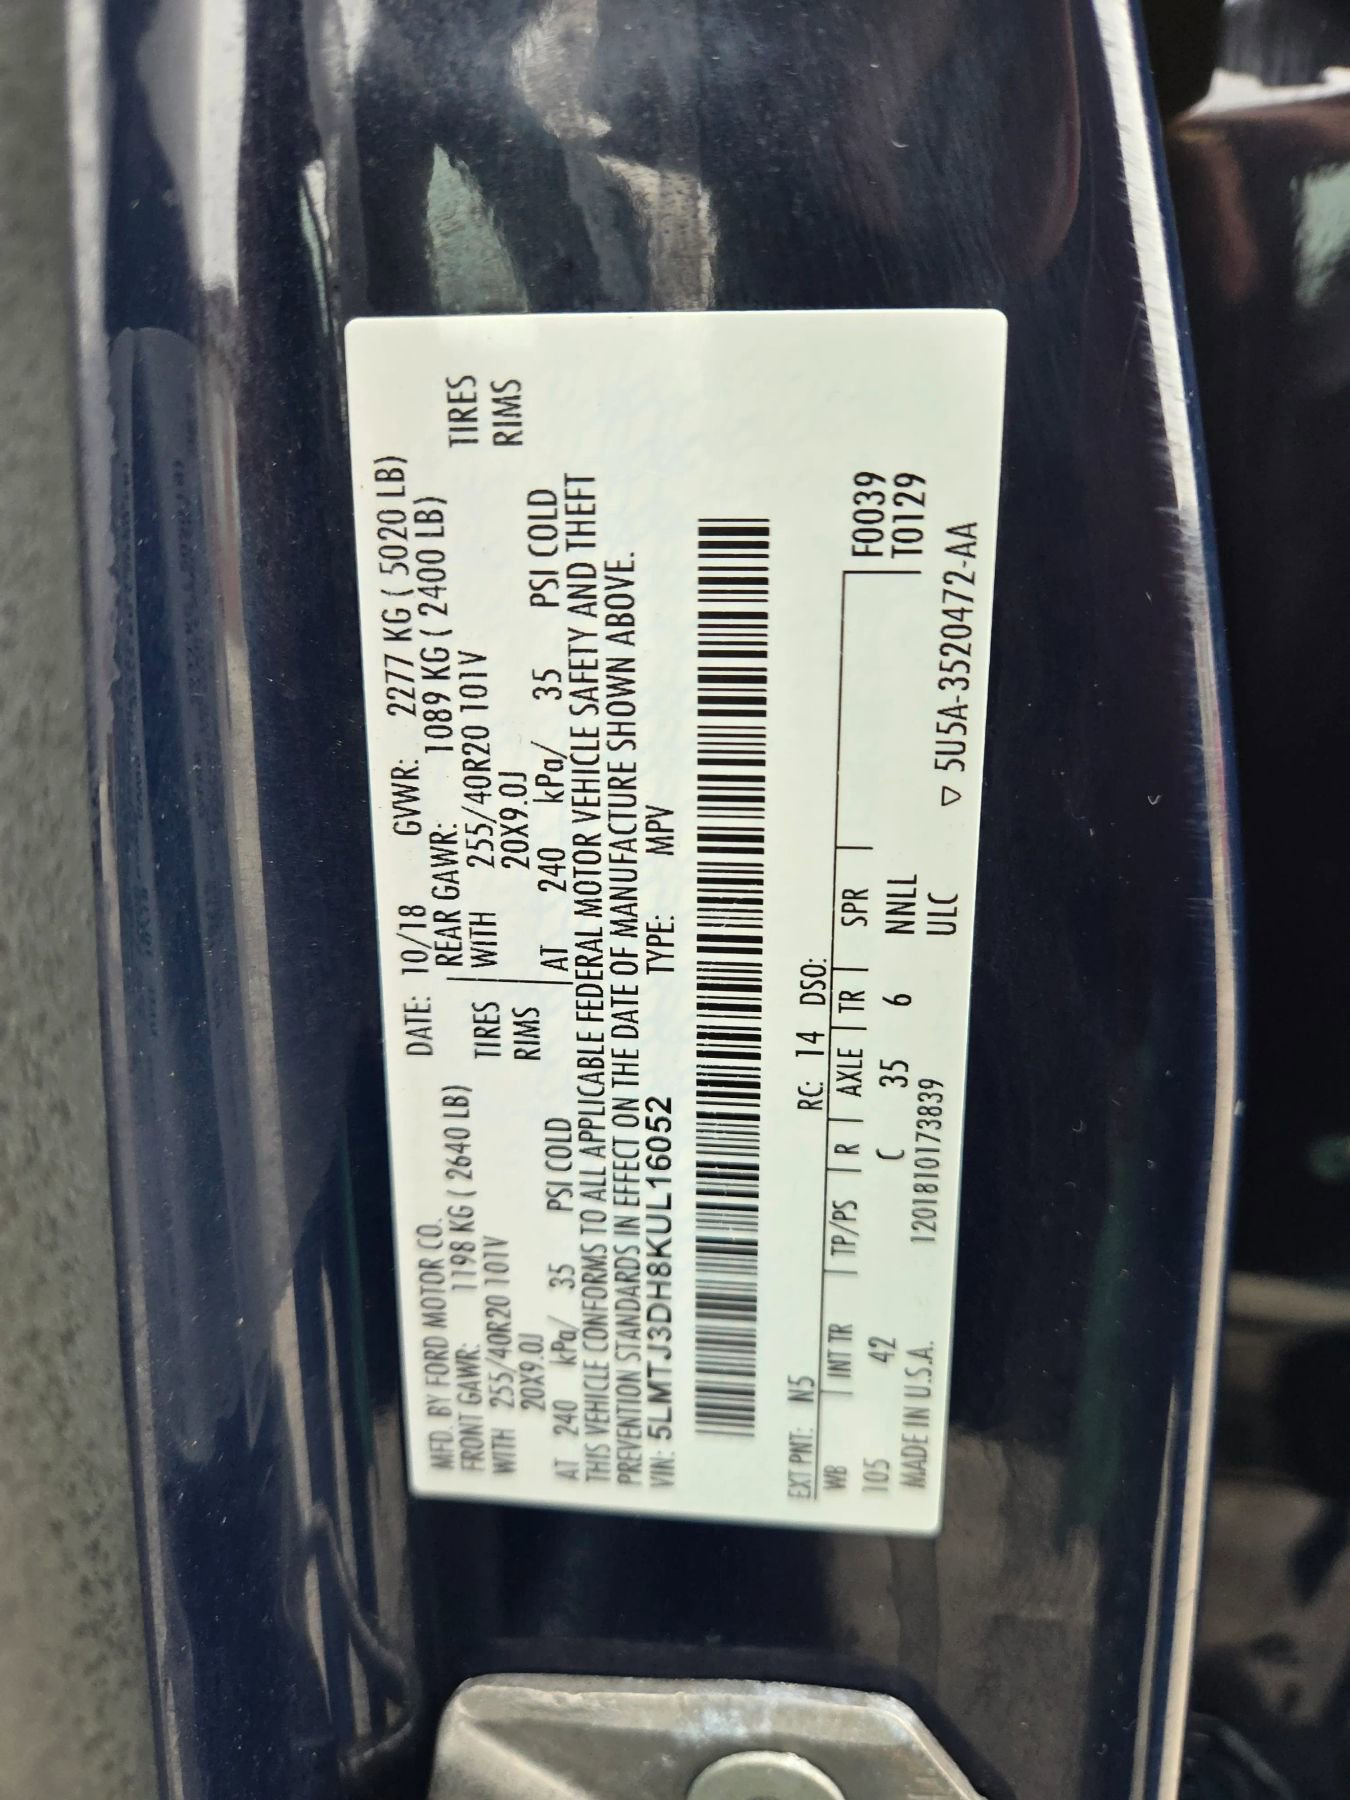 MFD. BY FORD MOTOR CO. DATE: 10/18 GVWR: 2277 KG ( 5020 LB)
FRONT GAWR: 1198 KG ( 2640 LB) REAR GAWR: 1089 KG ( 2400 LB)
WITH 255/40R20 101V TIRES WITH 255/40R20 101V TIRES
20X9.0J RIMS 20X9.0J RIMS
AT 240 kPa/ 35 PSI COLD AT 240 kPa/ 35 PSI COLD
THIS VEHICLE CONFORMS TO ALL APPLICABLE FEDERAL MOTOR VEHICLE SAFETY AND THEFT
PREVENTION STANDARDS IN EFFECT ON THE DATE OF MANUFACTURE SHOWN ABOVE.
VIN: 5LMTJ3DH8KUL16052 TYPE: MPV
EXT PNT: N5 RC: 14 DSO:
WB INT TR TP/PS R AXLE TR SPR F0039
105 42 C 35 6 NNLL T0129
MADE IN U.S.A. 120181017​3839 ULC ▽ 5U5A-3520472-AA